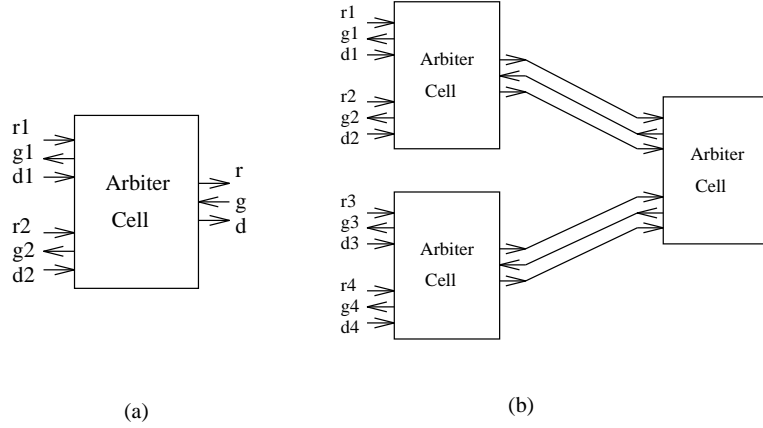 r1
g1
d1
r2
g2
d2
Arbiter
Cell
r
g
d
(a)
r1
g1
d1
r2
g2
d2
Arbiter
Cell
r3
g3
d3
r4
g4
d4
Arbiter
Cell
Arbiter
Cell
(b)